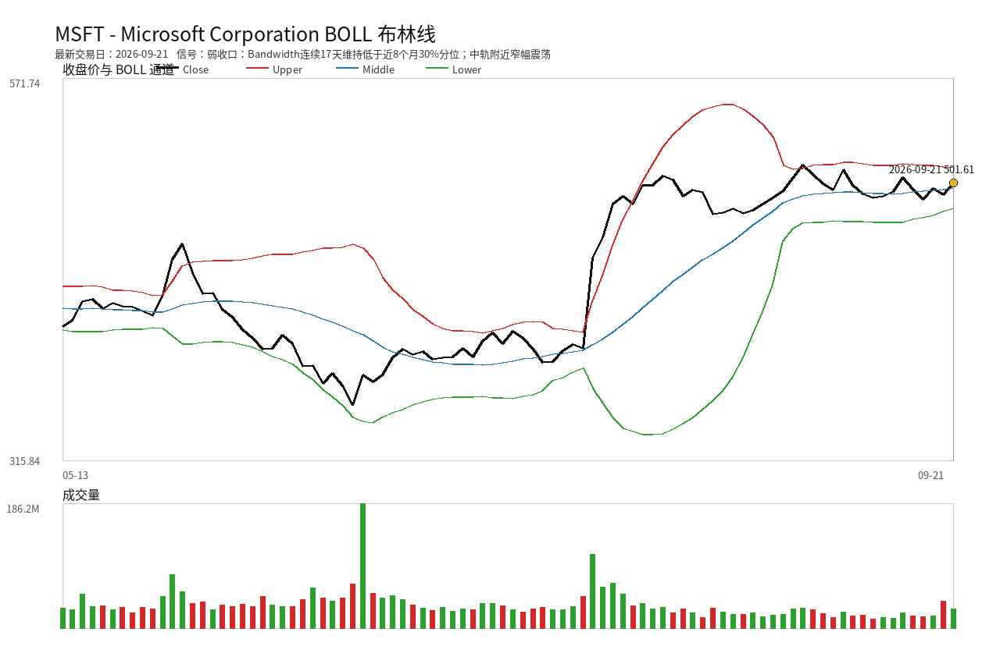 MSFT - Microsoft Corporation BOLL 布林线
最新交易日：2026-09-21 信号：弱收口：Bandwidth连续17天维持低于近8个月30%分位；中轨附近窄幅震荡
收盘价与 BOLL 通道 Close Upper Middle Lower
571.74
2026-09-21 501.61
315.84
05-13 09-21
成交量
186.2M